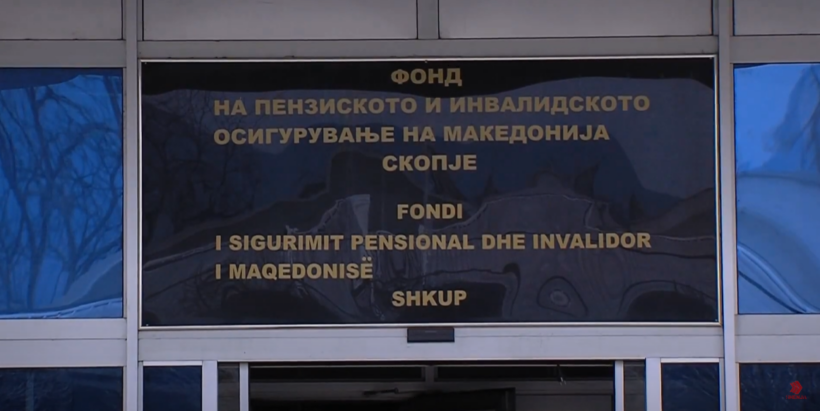 ФОНД
НА ПЕНЗИСКОТО И ИНВАЛИДСКОТО
ОСИГУРУВАЊЕ НА МАКЕДОНИЈА
СКОПЈЕ
FONDI
I SIGURIMIT PENSIONAL DHE INVALIDOR
I MAQEDONISË
SHKUP